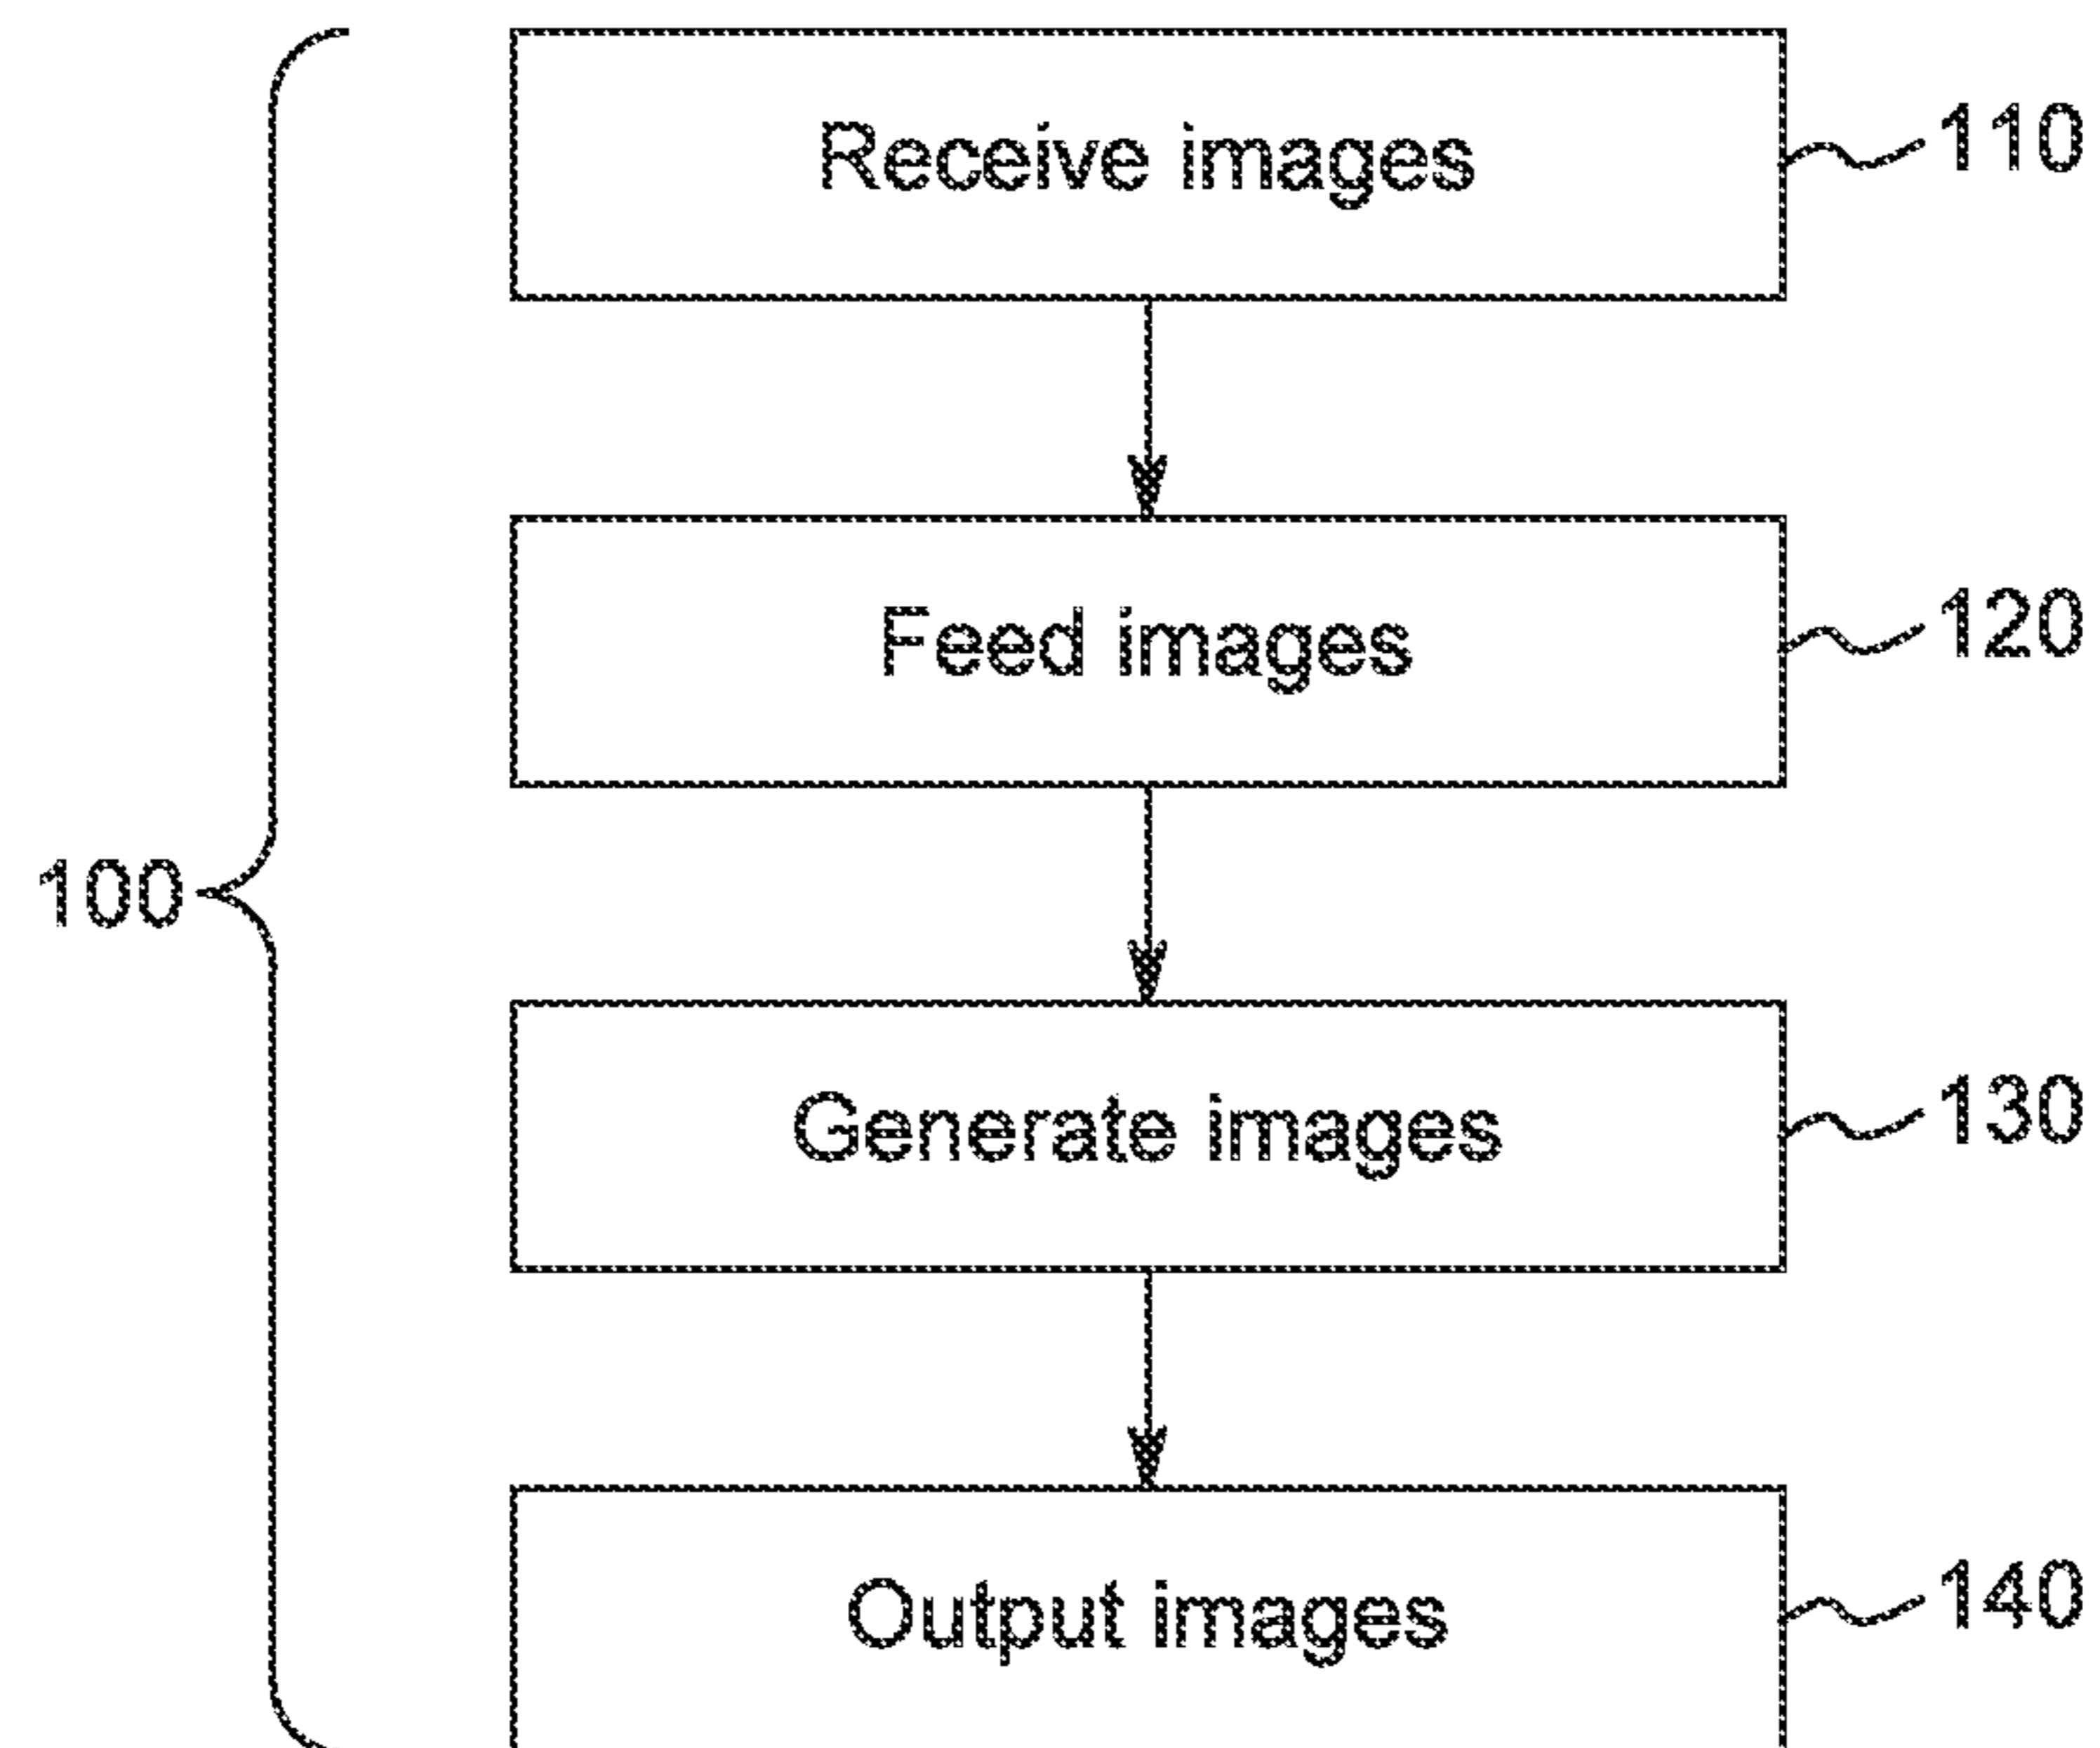 Receive images
110
Feed images
120
100
Generate images
130
Output images
140